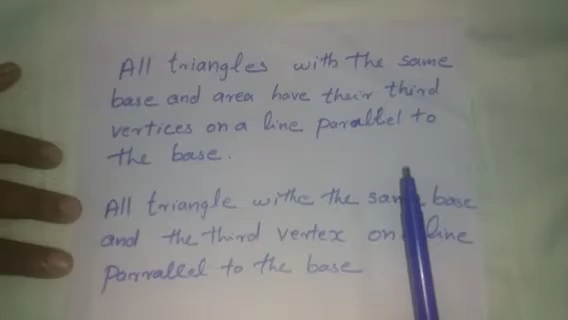 All triangles with the same
base and area have their third
vertices on a line parallel to
the base.
All triangle withe the sam base
and the third vertex on line
Parrallel to the base